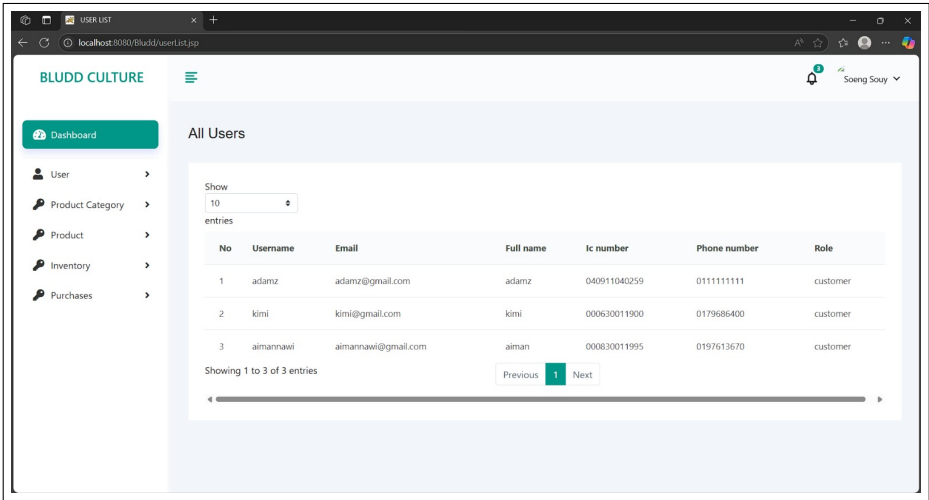 USER LIST
localhost:8080/Bludd/userList.jsp
BLUDD CULTURE
3
Soeng Souy
Dashboard
User
Product Category
Product
Inventory
Purchases
All Users
Show
10
entries
No Username Email Full name Ic number Phone number Role
1 adamz adamz@gmail.com adamz 040911040259 0111111111 customer
2 kimi kimi@gmail.com kimi 000630011900 0179686400 customer
3 aimannawi aimannawi@gmail.com aiman 000830011995 0197613670 customer
Showing 1 to 3 of 3 entries
Previous 1 Next